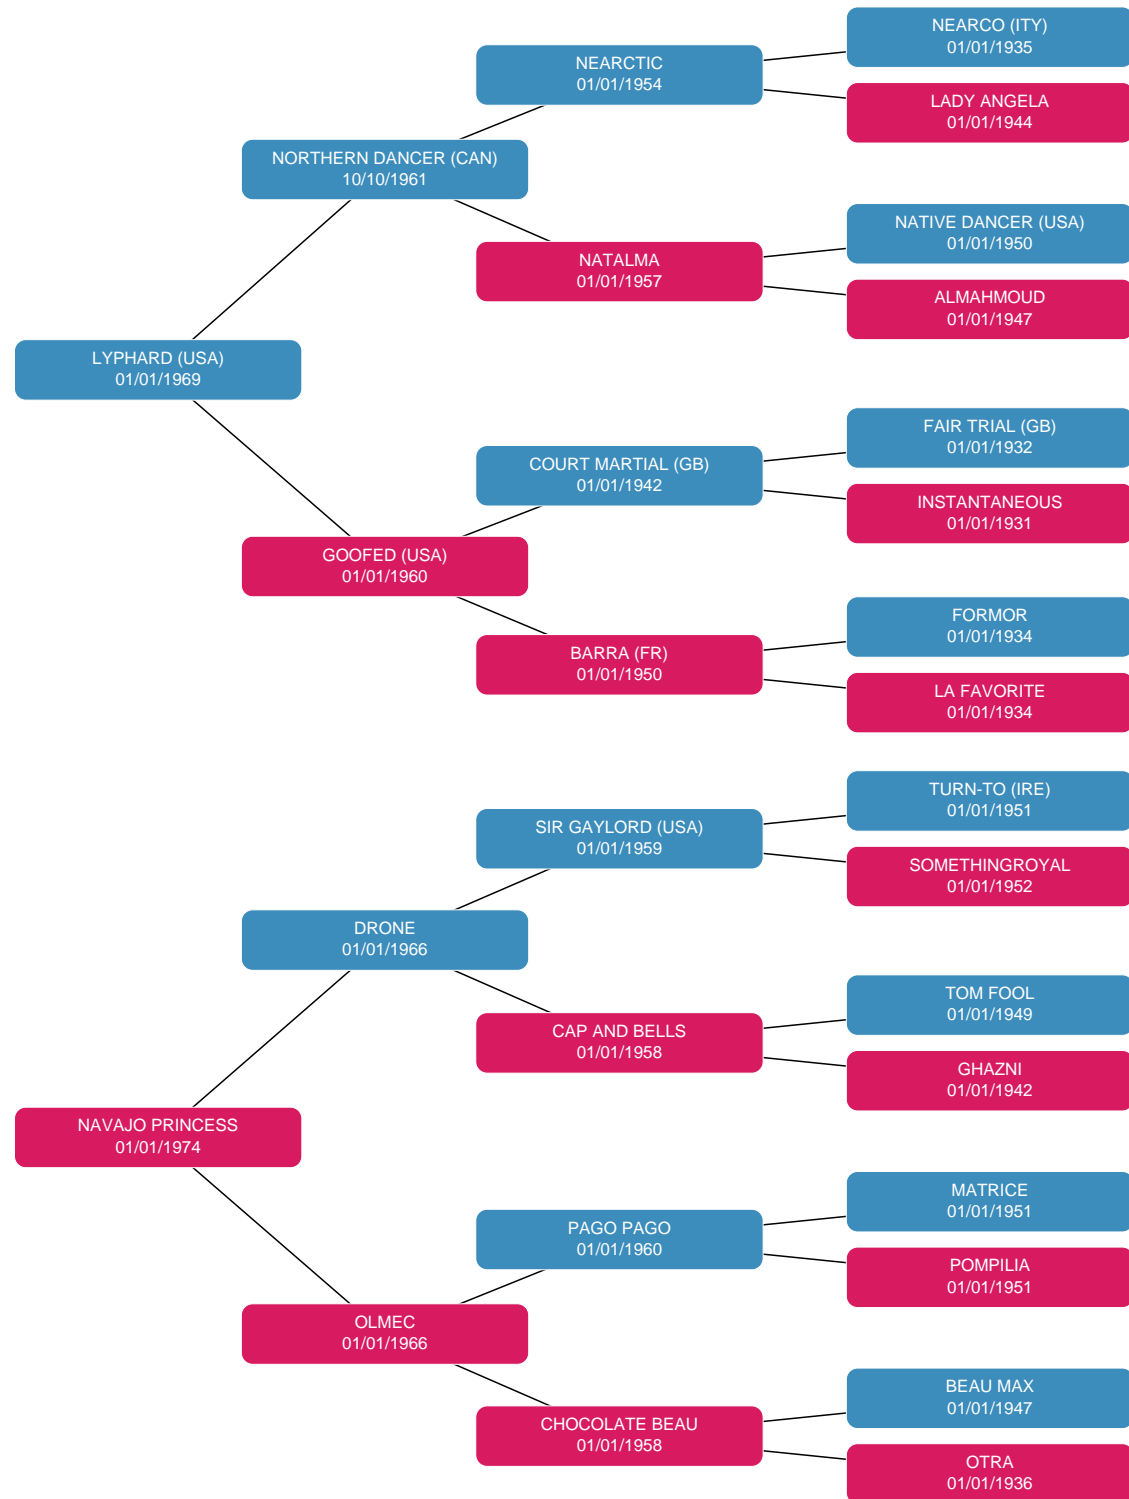 NEARCO (ITY)
01/01/1935
NEARCTIC
01/01/1954
LADY ANGELA
01/01/1944
NORTHERN DANCER (CAN)
10/10/1961
NATIVE DANCER (USA)
01/01/1950
NATALMA
01/01/1957
ALMAHMOUD
01/01/1947
LYPHARD (USA)
01/01/1969
FAIR TRIAL (GB)
01/01/1932
COURT MARTIAL (GB)
01/01/1942
INSTANTANEOUS
01/01/1931
GOOFED (USA)
01/01/1960
FORMOR
01/01/1934
BARRA (FR)
01/01/1950
LA FAVORITE
01/01/1934
TURN-TO (IRE)
01/01/1951
SIR GAYLORD (USA)
01/01/1959
SOMETHINGROYAL
01/01/1952
DRONE
01/01/1966
TOM FOOL
01/01/1949
CAP AND BELLS
01/01/1958
GHAZNI
01/01/1942
NAVAJO PRINCESS
01/01/1974
MATRICE
01/01/1951
PAGO PAGO
01/01/1960
POMPILIA
01/01/1951
OLMEC
01/01/1966
BEAU MAX
01/01/1947
CHOCOLATE BEAU
01/01/1958
OTRA
01/01/1936